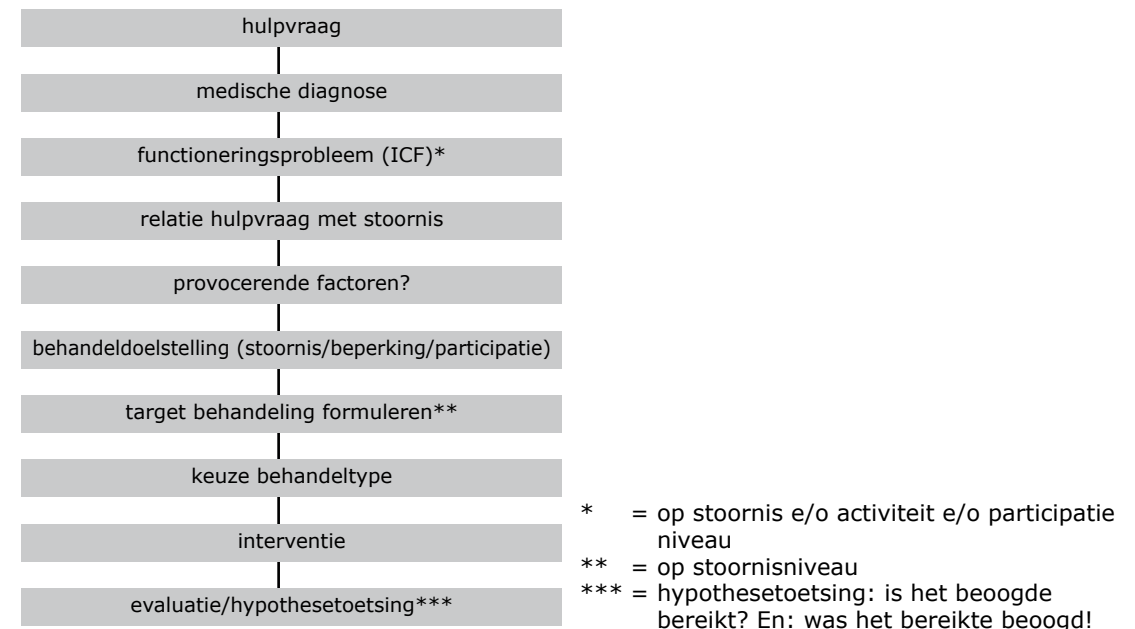 hulpvraag
medische diagnose
functioneringsprobleem (ICF)*
relatie hulpvraag met stoornis
provocerende factoren?
behandeldoelstelling (stoornis/beperking/participatie)
target behandeling formuleren**
keuze behandeltype
interventie
evaluatie/hypothesetoetsing***
* = op stoornis e/o activiteit e/o participatie
niveau
** = op stoornisniveau
*** = hypothesetoetsing: is het beoogde
bereikt? En: was het bereikte beoogd!